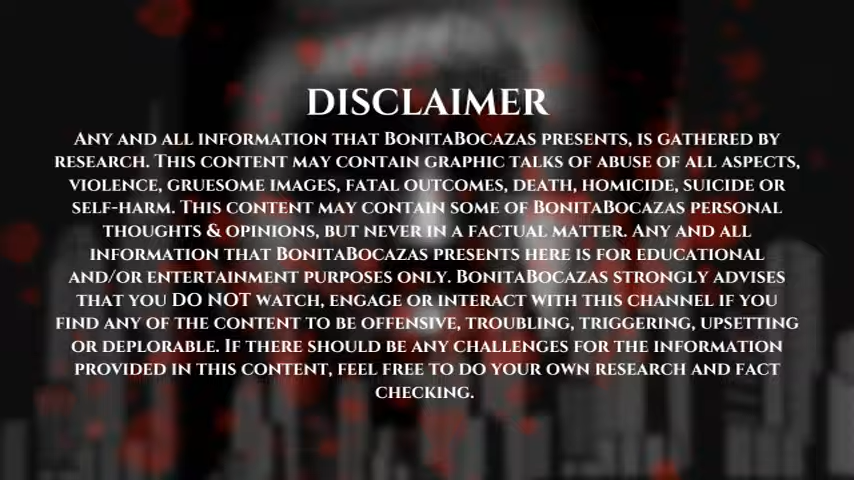 DISCLAIMER
Any and all information that BonitaBocazas presents, is gathered by
research. This content may contain graphic talks of abuse of all aspects,
violence, gruesome images, fatal outcomes, death, homicide, suicide or
self-harm. This content may contain some of BonitaBocazas personal
thoughts & opinions, but never in a factual matter. Any and all
information that BonitaBocazas presents here is for educational
and/or entertainment purposes only. BonitaBocazas strongly advises
that you DO NOT watch, engage or interact with this channel if you
find any of the content to be offensive, troubling, triggering, upsetting
or deplorable. If there should be any challenges for the information
provided in this content, feel free to do your own research and fact
checking.